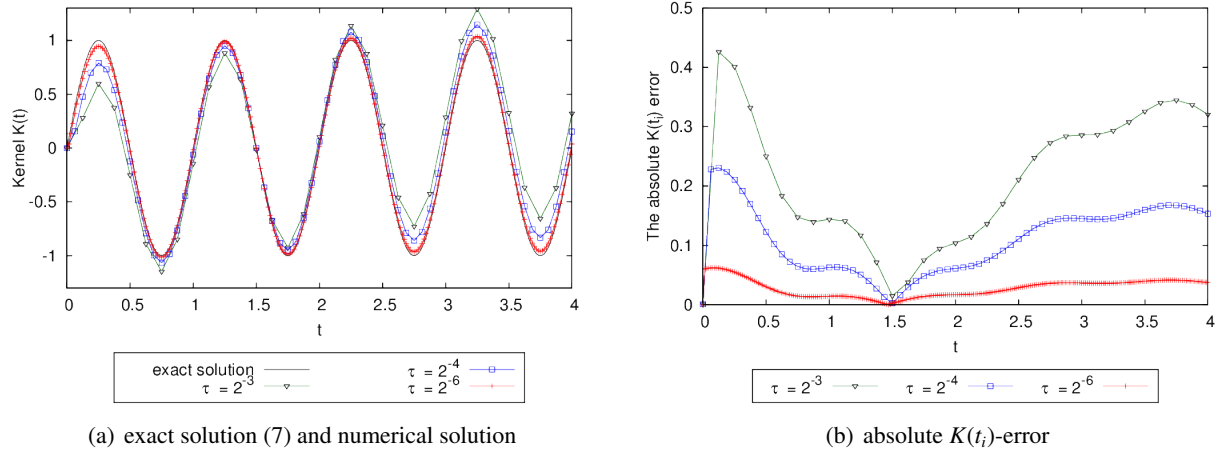 Kernel K(t)
1
0.5
0
-0.5
-1
0 0.5 1 1.5 2 2.5 3 3.5 4
t
exact solution
τ = 2⁻³
τ = 2⁻⁴
τ = 2⁻⁶
(a) exact solution (7) and numerical solution
The absolute K(tᵢ) error
0.5
0.4
0.3
0.2
0.1
0
0 0.5 1 1.5 2 2.5 3 3.5 4
t
τ = 2⁻³ τ = 2⁻⁴ τ = 2⁻⁶
(b) absolute K(tᵢ)-error